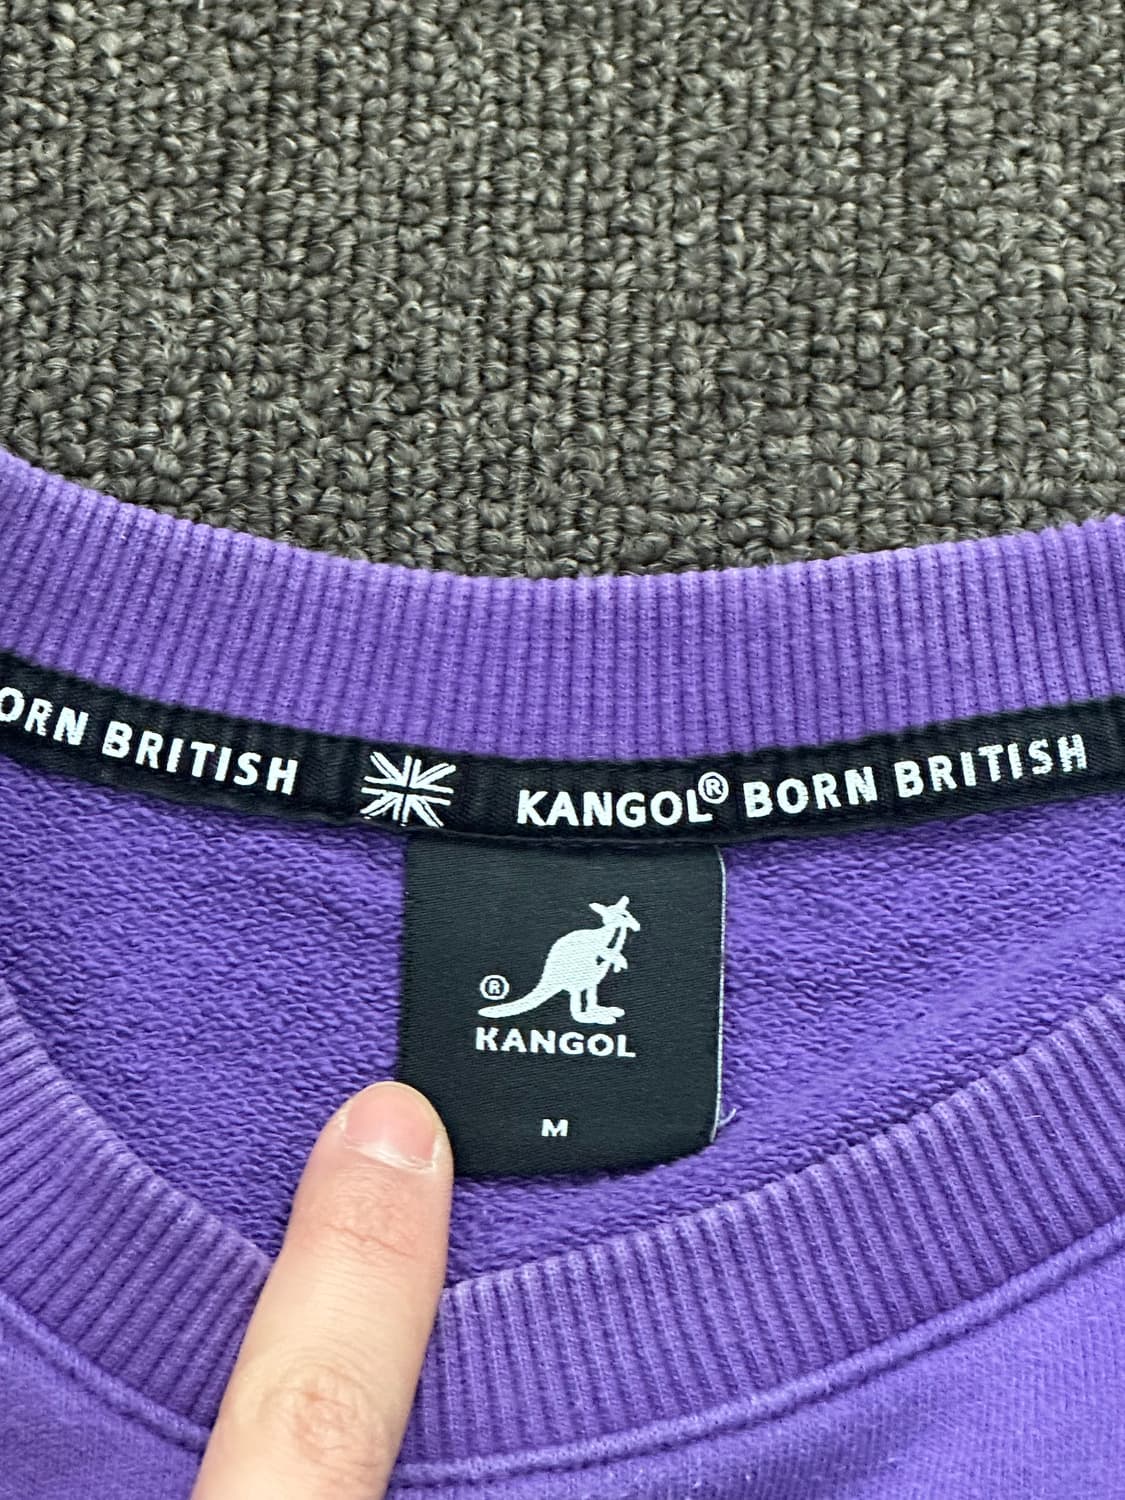 ORN BRITISH KANGOL® BORN BRITISH
®
KANGOL
M